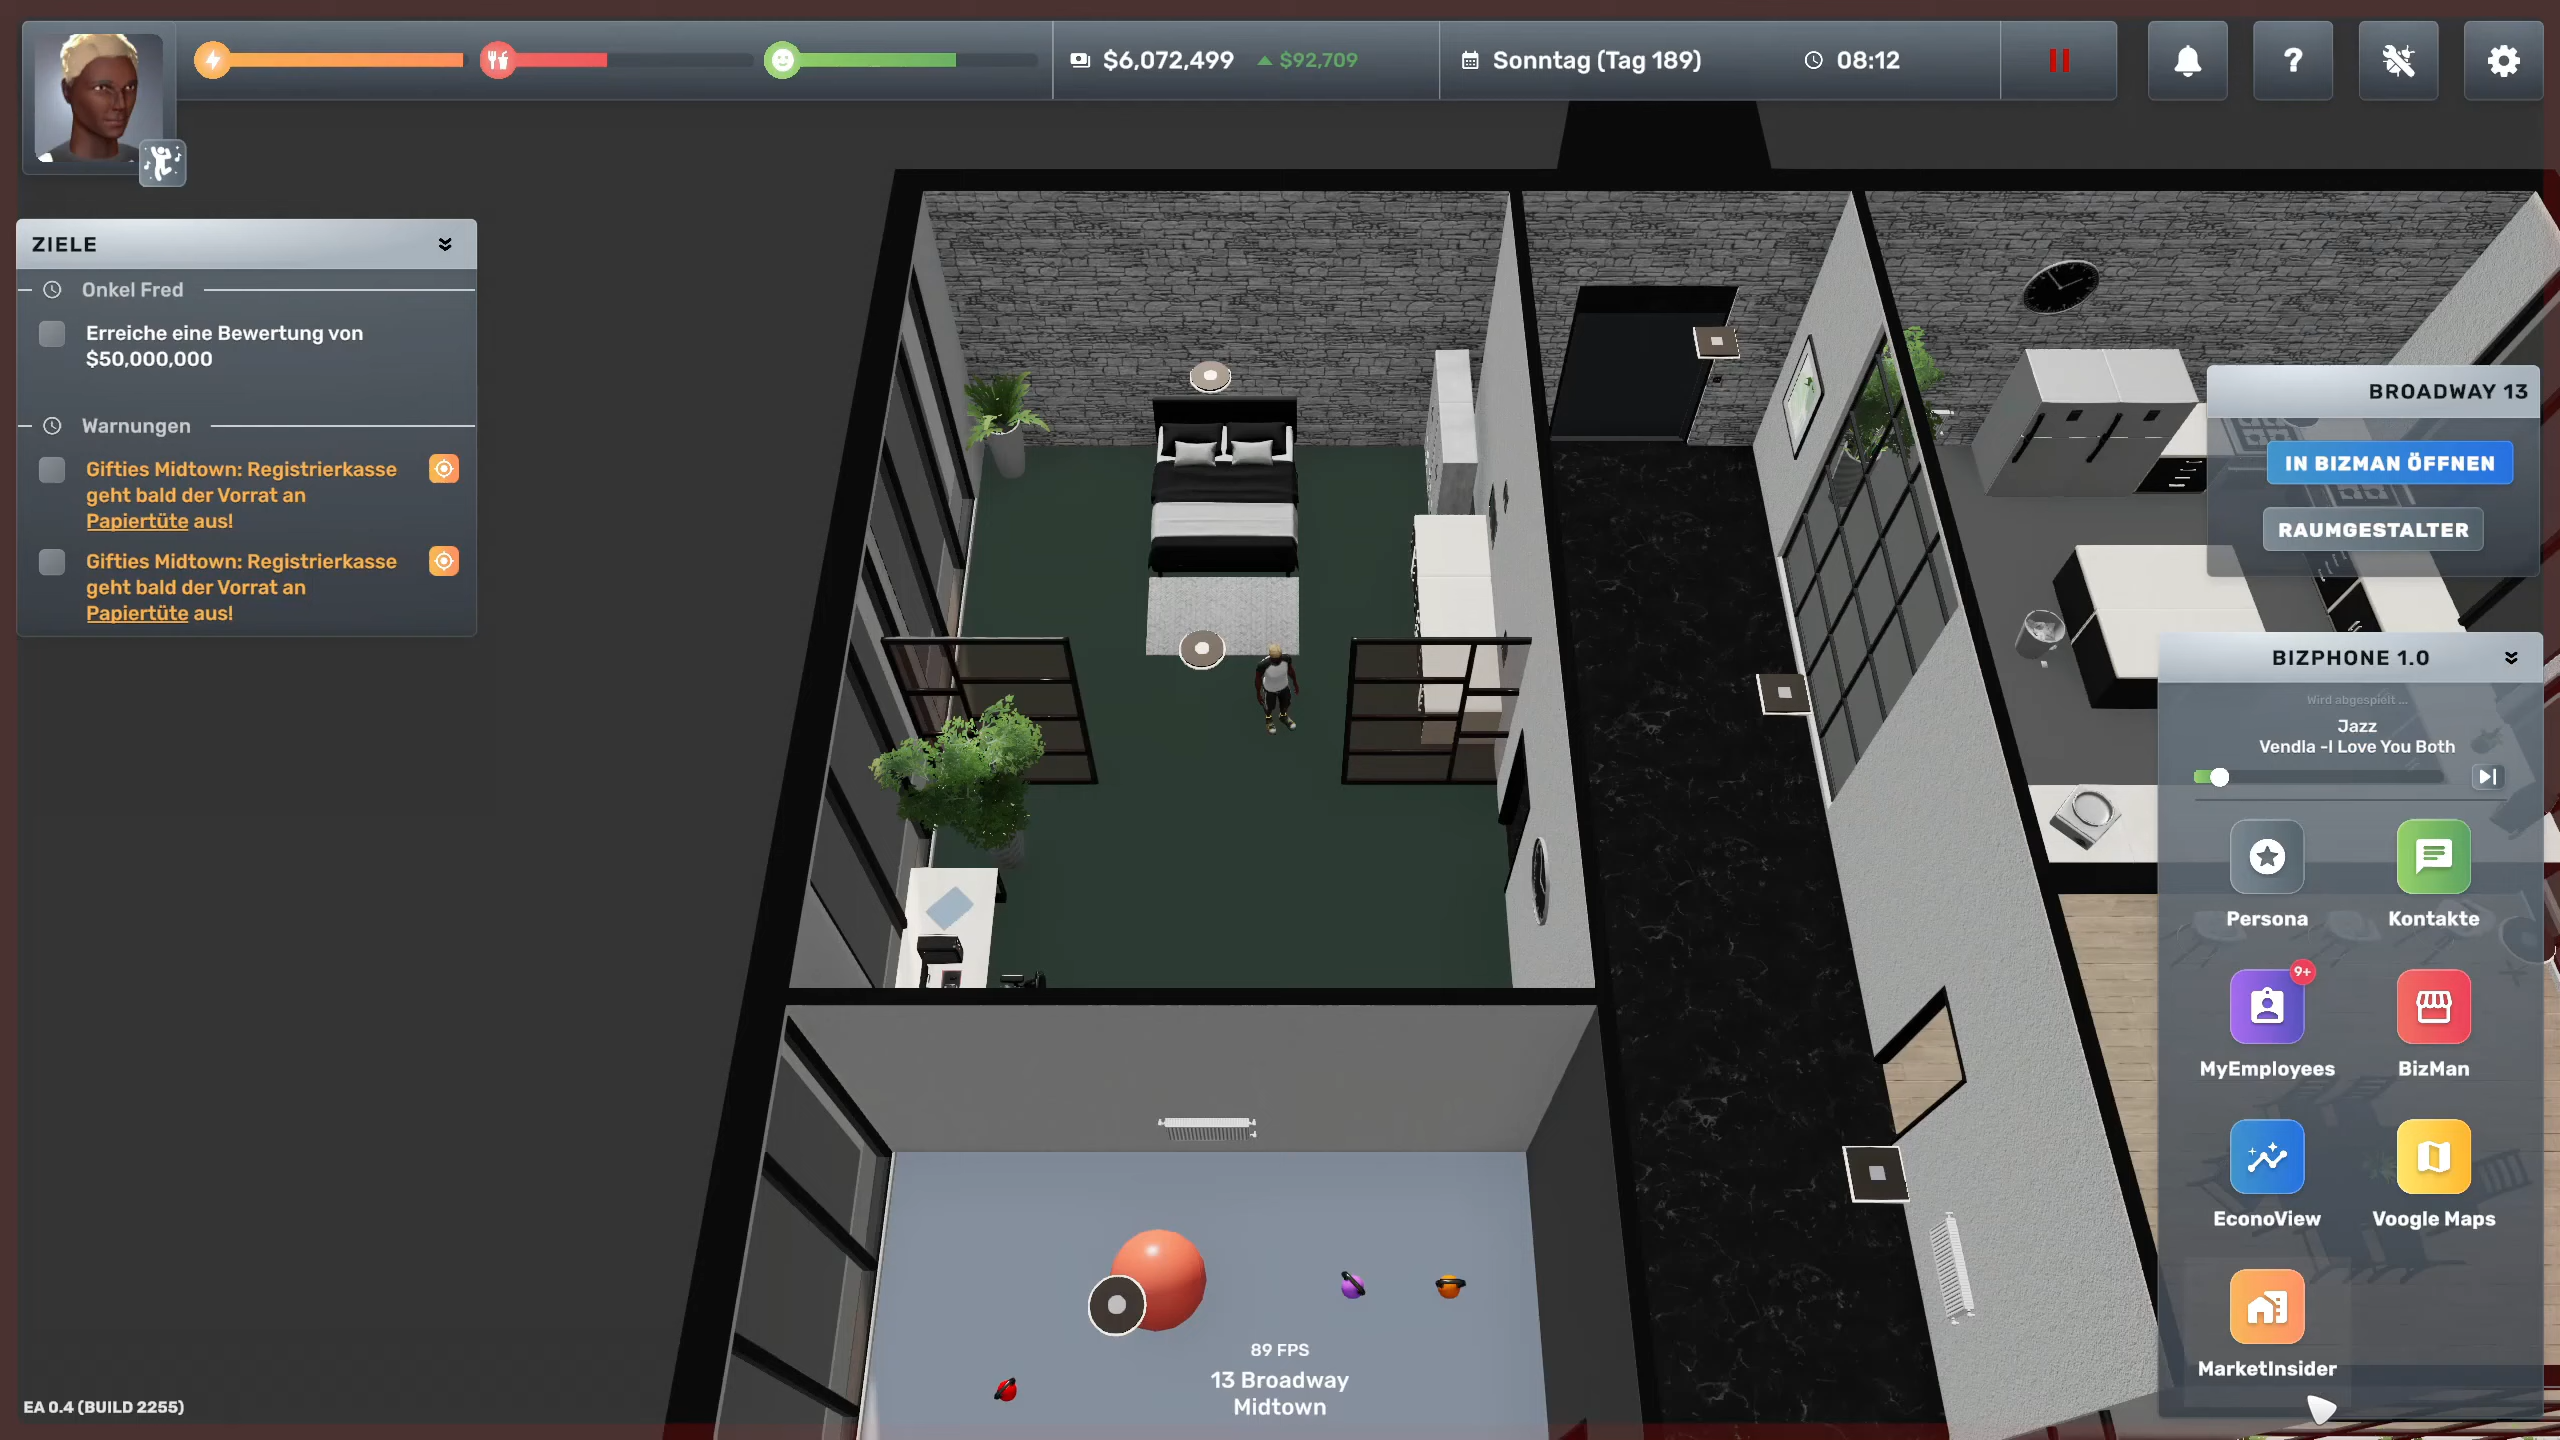 $6,072,499
$92,709
Sonntag (Tag 189)
08:12
?
ZIELE
Onkel Fred
Erreiche eine Bewertung von
$50,000,000
Warnungen
Gifties Midtown: Registrierkasse
geht bald der Vorrat an
Papiertüte aus!
Gifties Midtown: Registrierkasse
geht bald der Vorrat an
Papiertüte aus!
BROADWAY 13
IN BIZMAN ÖFFNEN
RAUMGESTALTER
BIZPHONE 1.0
Wird abgespielt ...
Jazz
Vendla -I Love You Both
Persona
Kontakte
9+
MyEmployees
BizMan
EconoView
Voogle Maps
MarketInsider
89 FPS
13 Broadway
Midtown
EA 0.4 (BUILD 2255)